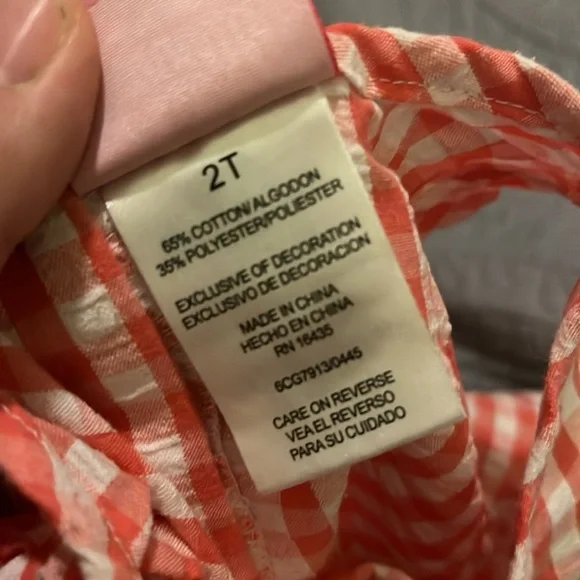 2T
65% COTTON/ALGODON
35% POLYESTER/POLIESTER
EXCLUSIVE OF DECORATION
EXCLUSIVO DE DECORACION
MADE IN CHINA
HECHO EN CHINA
RN 16435
6CG7913/0445
CARE ON REVERSE
VEA EL REVERSO
PARA SU CUIDADO